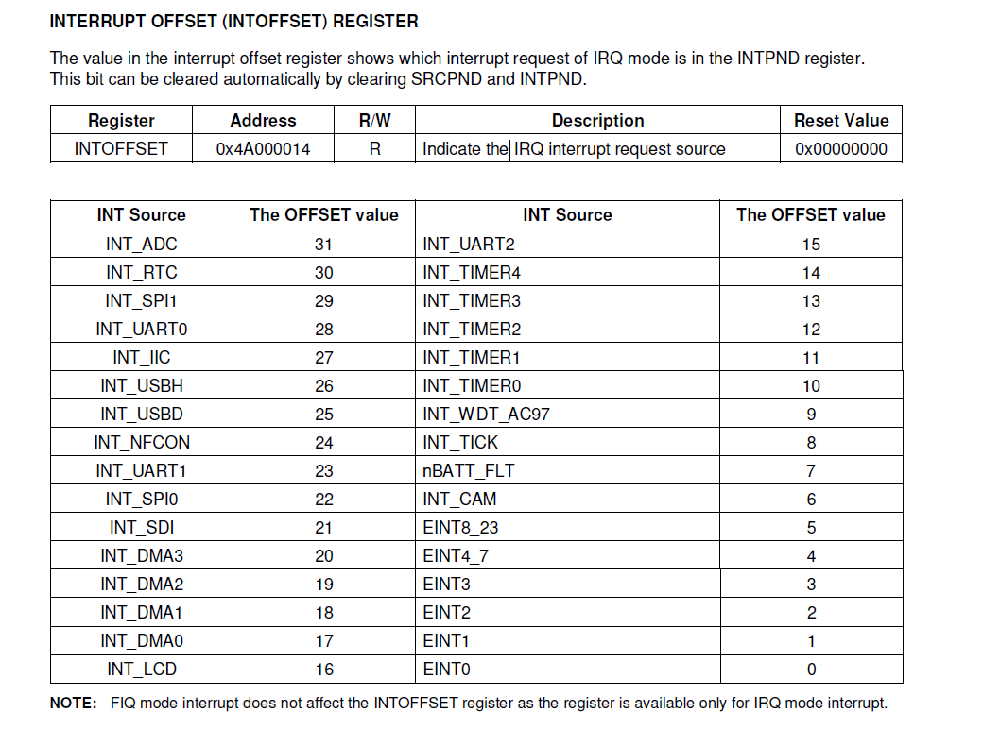 INTERRUPT OFFSET (INTOFFSET) REGISTER
The value in the interrupt offset register shows which interrupt request of IRQ mode is in the INTPND register.
This bit can be cleared automatically by clearing SRCPND and INTPND.
Register Address R/W Description Reset Value
INTOFFSET 0x4A000014 R Indicate the IRQ interrupt request source 0x00000000
INT Source The OFFSET value INT Source The OFFSET value
INT_ADC 31 INT_UART2 15
INT_RTC 30 INT_TIMER4 14
INT_SPI1 29 INT_TIMER3 13
INT_UART0 28 INT_TIMER2 12
INT_IIC 27 INT_TIMER1 11
INT_USBH 26 INT_TIMER0 10
INT_USBD 25 INT_WDT_AC97 9
INT_NFCON 24 INT_TICK 8
INT_UART1 23 nBATT_FLT 7
INT_SPI0 22 INT_CAM 6
INT_SDI 21 EINT8_23 5
INT_DMA3 20 EINT4_7 4
INT_DMA2 19 EINT3 3
INT_DMA1 18 EINT2 2
INT_DMA0 17 EINT1 1
INT_LCD 16 EINT0 0
NOTE: FIQ mode interrupt does not affect the INTOFFSET register as the register is available only for IRQ mode interrupt.